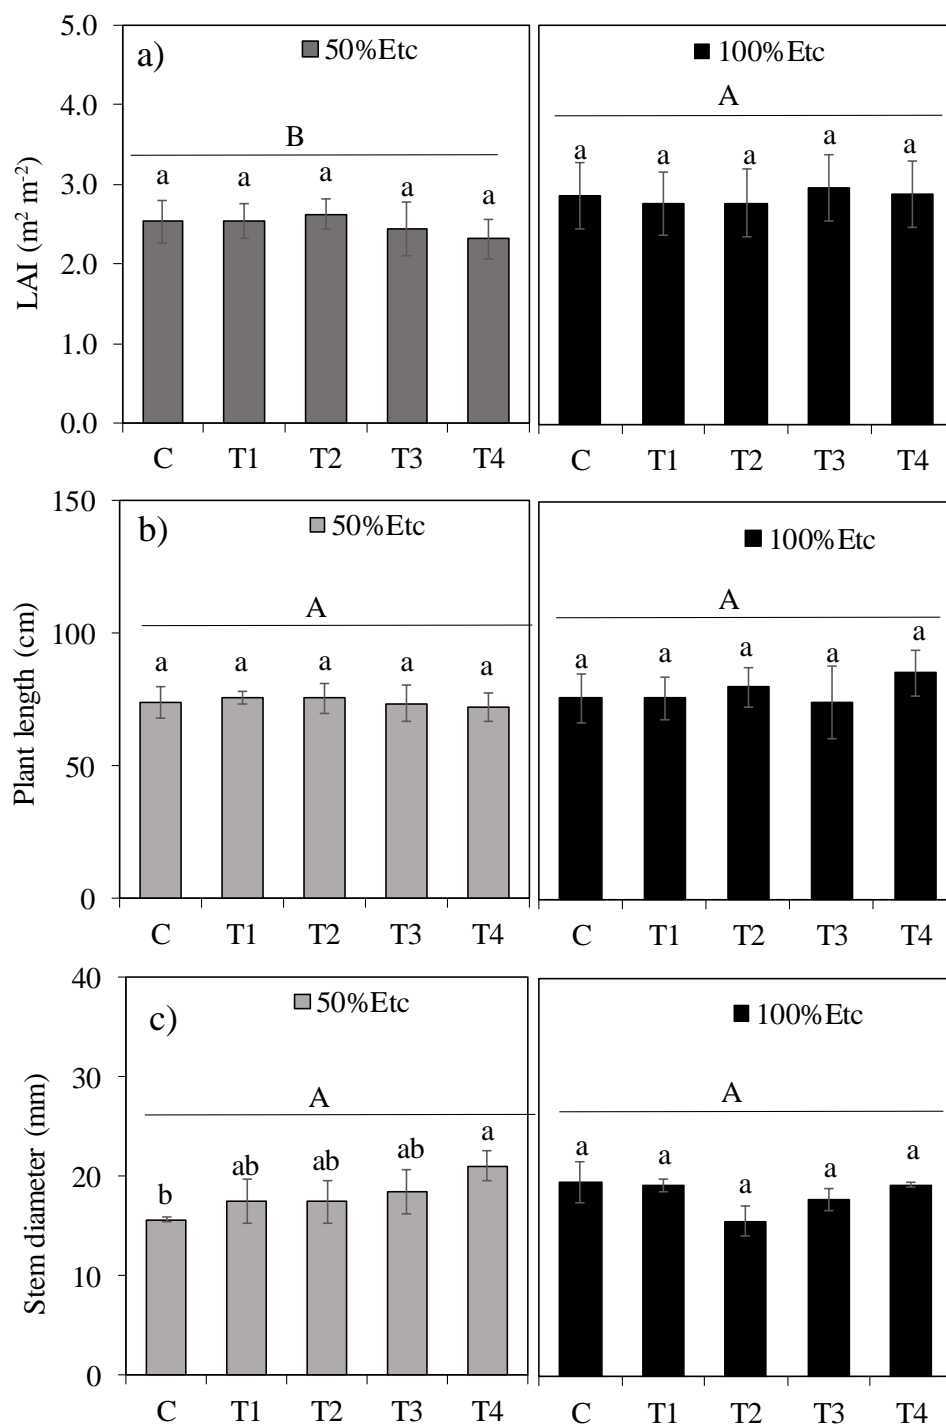 a)
50%Etc
100%Etc
LAI (m² m⁻²)
5.0
4.0
3.0
2.0
1.0
0.0
B
a a a a a
A
a a a a a
C T1 T2 T3 T4
C T1 T2 T3 T4
b)
50%Etc
100%Etc
Plant length (cm)
150
100
50
0
A
a a a a a
A
a a a a a
C T1 T2 T3 T4
C T1 T2 T3 T4
c)
50%Etc
100%Etc
Stem diameter (mm)
40
30
20
10
0
A
b ab ab ab a
A
a a a a a
C T1 T2 T3 T4
C T1 T2 T3 T4